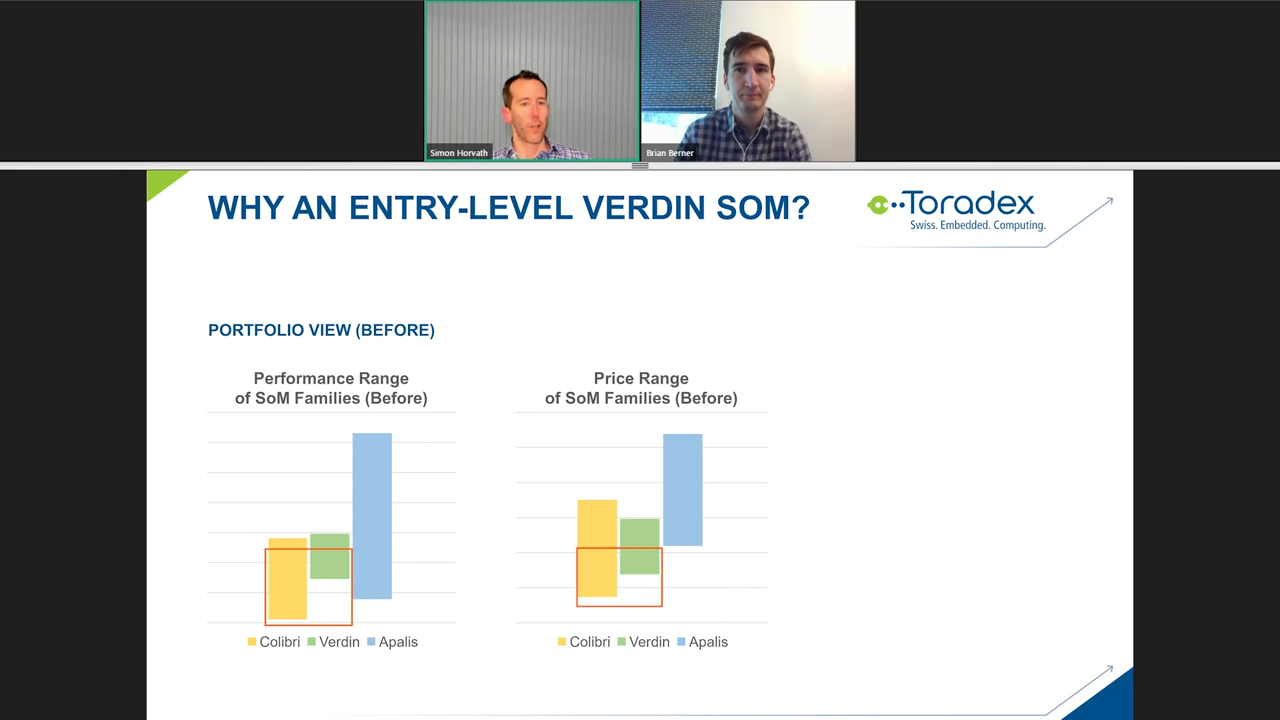 Simon Horvath
Brian Berner
WHY AN ENTRY-LEVEL VERDIN SOM?
Toradex
Swiss. Embedded. Computing.
PORTFOLIO VIEW (BEFORE)
Performance Range
of SoM Families (Before)
Colibri Verdin Apalis
Price Range
of SoM Families (Before)
Colibri Verdin Apalis